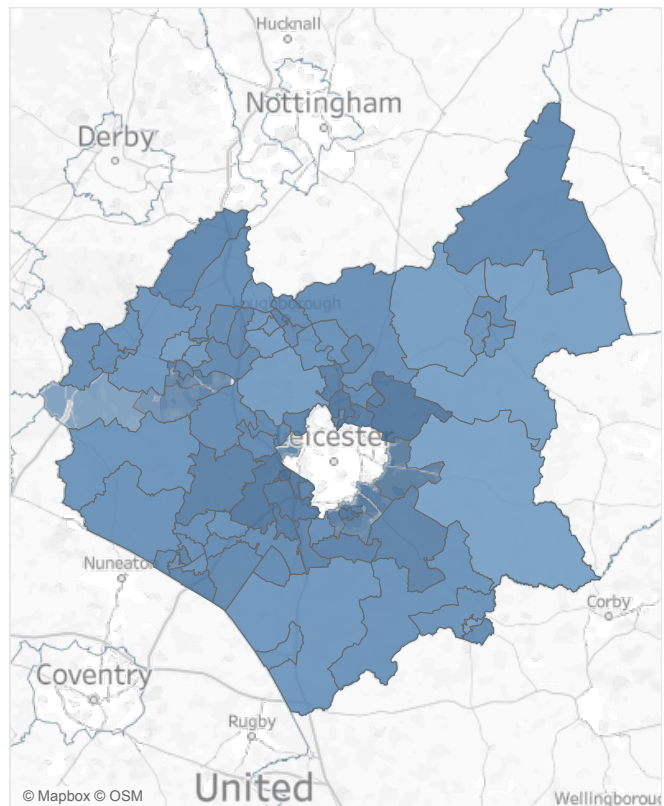 Hucknall
Nottingham
Derby
Loughborough
Leicester
Nuneaton
Corby
Coventry
Rugby
United
© Mapbox © OSM
Wellingborough